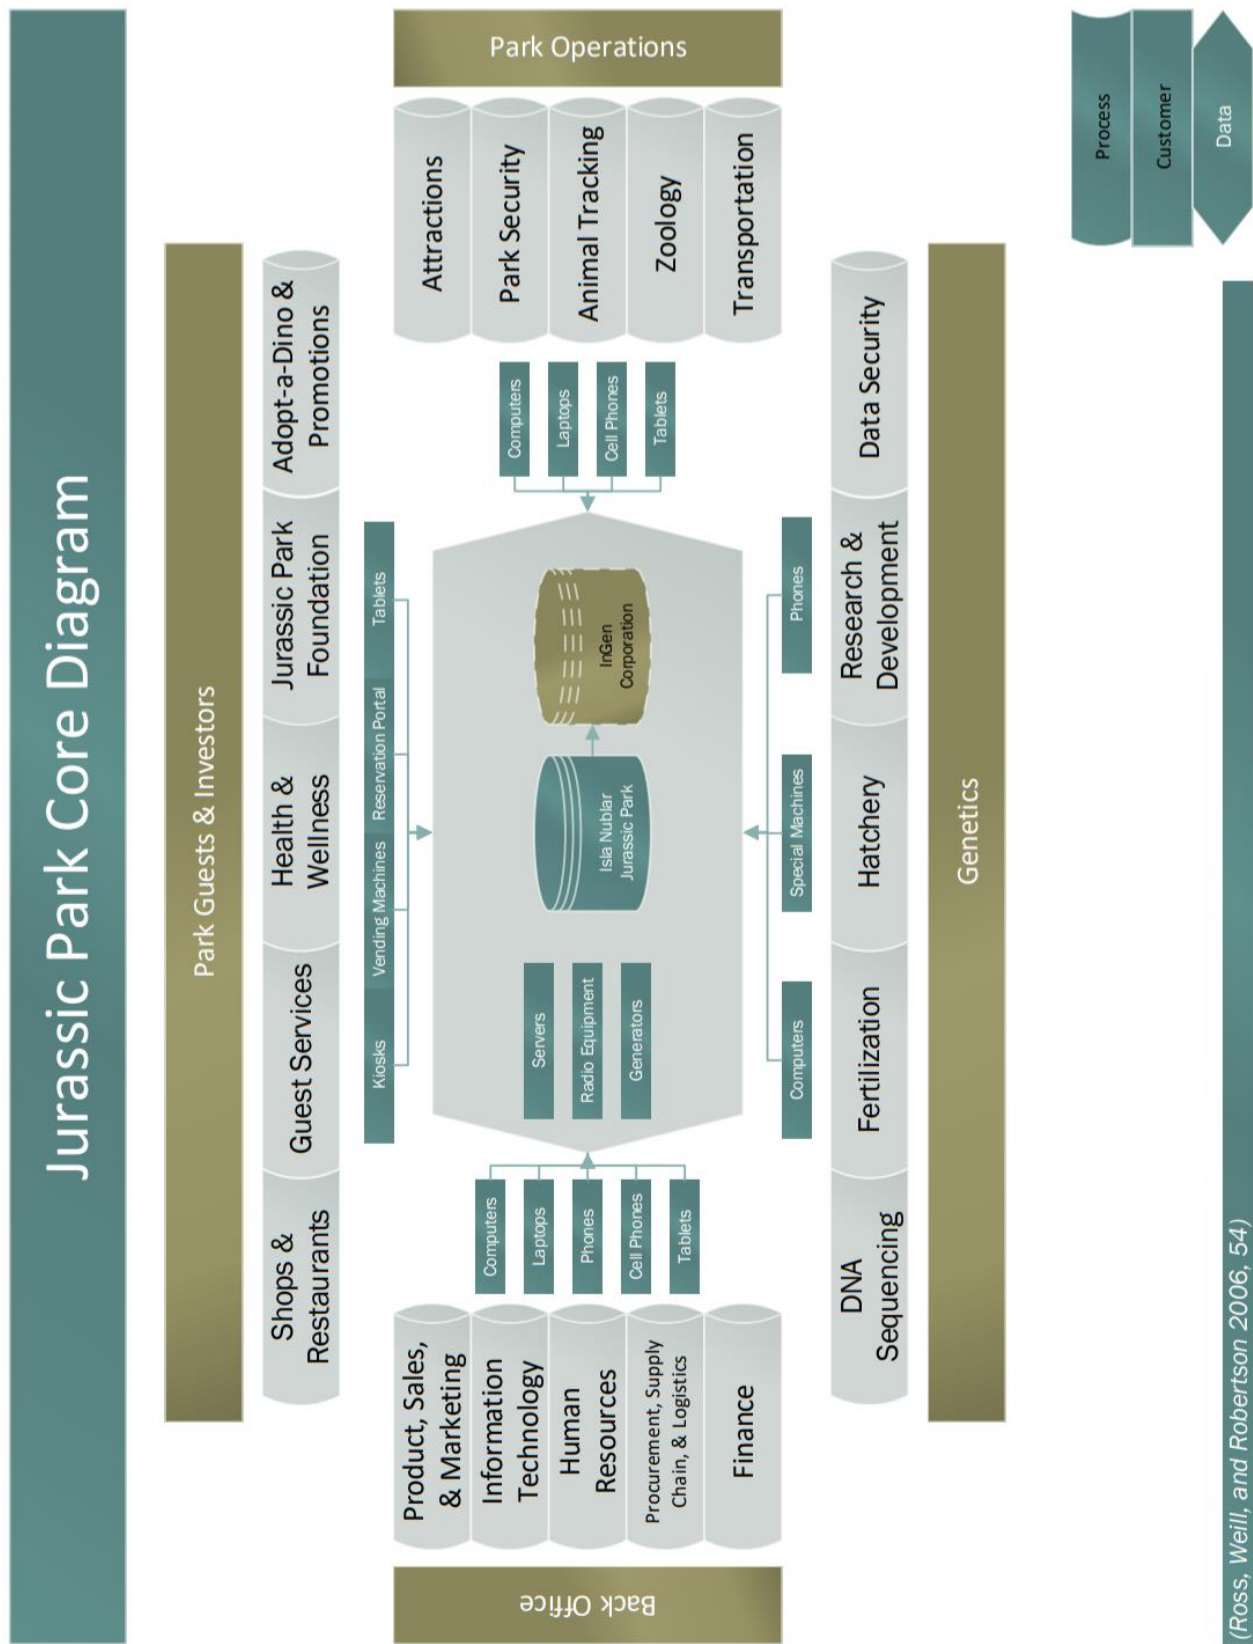 Jurassic Park Core Diagram
Park Guests & Investors
Shops &
Restaurants
Guest Services
Health &
Wellness
Jurassic Park
Foundation
Adopt-a-Dino &
Promotions
Kiosks
Vending Machines
Reservation Portal
Tablets
Back Office
Product, Sales,
& Marketing
Information
Technology
Human
Resources
Procurement, Supply
Chain, & Logistics
Finance
Computers
Laptops
Phones
Cell Phones
Tablets
Servers
Radio Equipment
Generators
Isla Nublar
Jurassic Park
InGen
Corporation
Computers
Laptops
Cell Phones
Tablets
Attractions
Park Security
Animal Tracking
Zoology
Transportation
Park Operations
Computers
Special Machines
Phones
DNA
Sequencing
Fertilization
Hatchery
Research &
Development
Data Security
Genetics
Process
Customer
Data
(Ross, Weill, and Robertson 2006, 54)